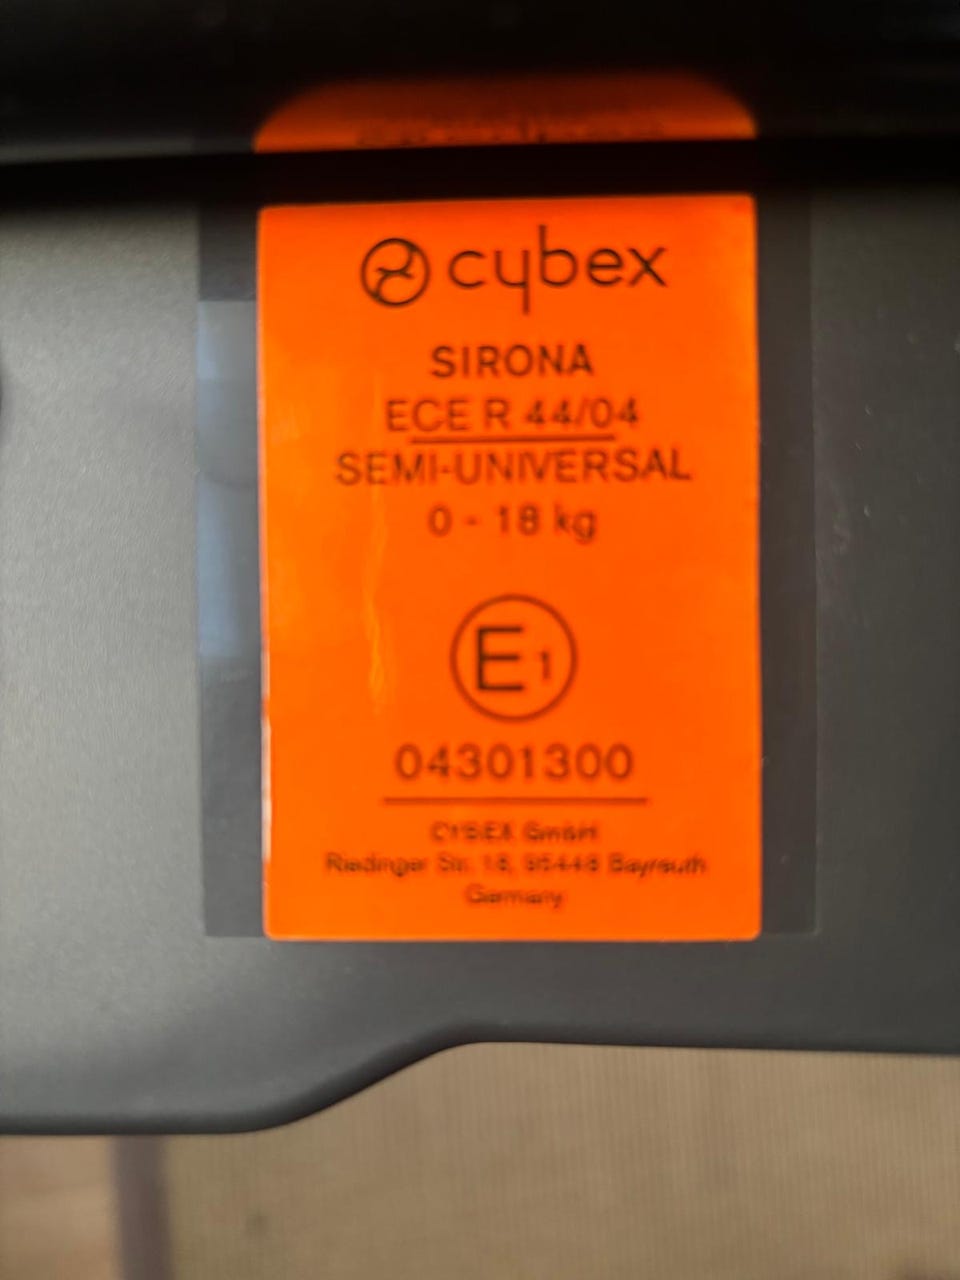 cybex
SIRONA
ECE R 44/04
SEMI-UNIVERSAL
0 - 18 kg
E1
04301300
CYBEX GmbH
Riedinger Str. 18, 95448 Bayreuth
Germany